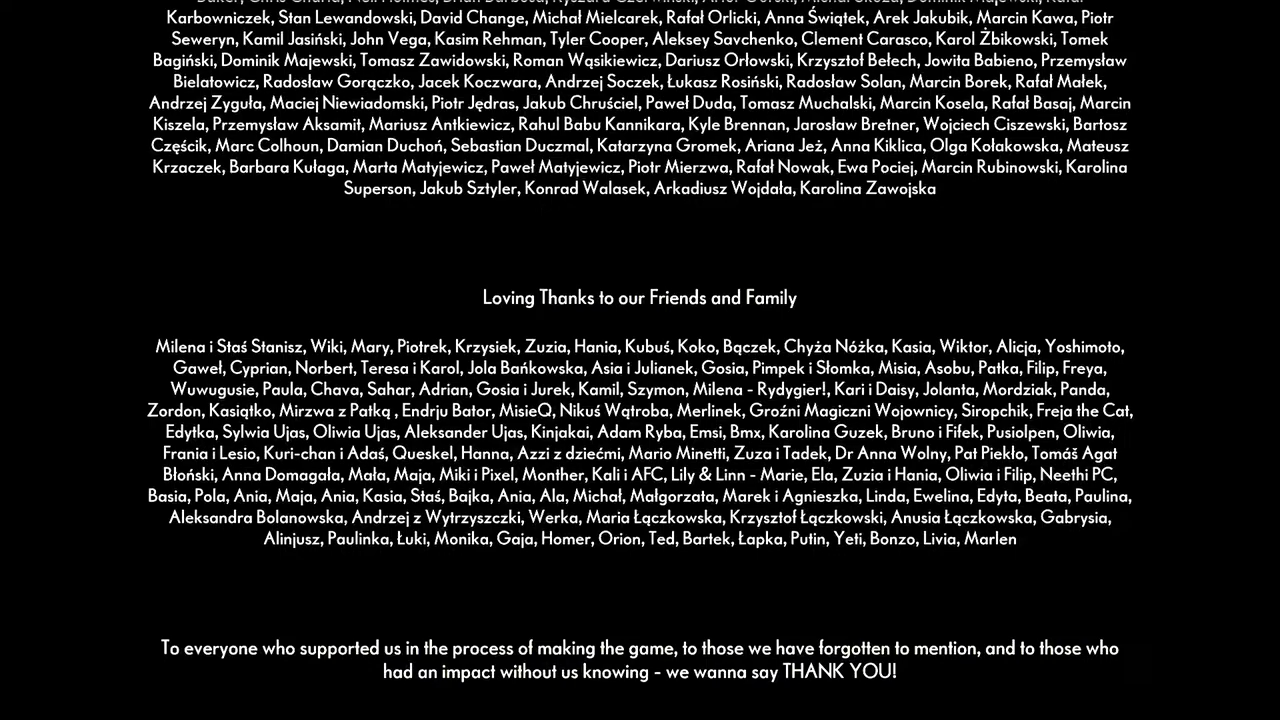 Karbowniczek, Stan Lewandowski, David Change, Michał Mielcarek, Rafał Orlicki, Anna Świątek, Arek Jakubik, Marcin Kawa, Piotr
Seweryn, Kamil Jasiński, John Vega, Kasim Rehman, Tyler Cooper, Aleksey Savchenko, Clement Carasco, Karol Żbikowski, Tomek
Bagiński, Dominik Majewski, Tomasz Zawidowski, Roman Wąsikiewicz, Dariusz Orłowski, Krzysztof Bełech, Jowita Babieno, Przemysław
Bielatowicz, Radosław Gorączko, Jacek Koczwara, Andrzej Soczek, Łukasz Rosiński, Radosław Solan, Marcin Borek, Rafał Małek,
Andrzej Zyguła, Maciej Niewiadomski, Piotr Jędras, Jakub Chruściel, Paweł Duda, Tomasz Muchalski, Marcin Kosela, Rafał Basaj, Marcin
Kiszela, Przemysław Aksamit, Mariusz Antkiewicz, Rahul Babu Kannikara, Kyle Brennan, Jarosław Bretner, Wojciech Ciszewski, Bartosz
Częścik, Marc Colhoun, Damian Duchoń, Sebastian Duczmal, Katarzyna Gromek, Ariana Jeż, Anna Kiklica, Olga Kołakowska, Mateusz
Krzaczek, Barbara Kułaga, Marta Matyjewicz, Paweł Matyjewicz, Piotr Mierzwa, Rafał Nowak, Ewa Pociej, Marcin Rubinowski, Karolina
Superson, Jakub Sztyler, Konrad Walasek, Arkadiusz Wojdała, Karolina Zawojska
Loving Thanks to our Friends and Family
Milena i Staś Stanisz, Wiki, Mary, Piotrek, Krzysiek, Zuzia, Hania, Kubuś, Koko, Bączek, Chyża Nóżka, Kasia, Wiktor, Alicja, Yoshimoto,
Gaweł, Cyprian, Norbert, Teresa i Karol, Jola Bańkowska, Asia i Julianek, Gosia, Pimpek i Słomka, Misia, Asobu, Patka, Filip, Freya,
Wuwugusie, Paula, Chava, Sahar, Adrian, Gosia i Jurek, Kamil, Szymon, Milena - Rydygier!, Kari i Daisy, Jolanta, Mordziak, Panda,
Zordon, Kasiątko, Mirzwa z Patką , Endrju Bator, MisieQ, Nikuś Wątroba, Merlinek, Groźni Magiczni Wojownicy, Siropchik, Freja the Cat,
Edytka, Sylwia Ujas, Oliwia Ujas, Aleksander Ujas, Kinjakai, Adam Ryba, Emsi, Bmx, Karolina Guzek, Bruno i Fifek, Pusiolpen, Oliwia,
Frania i Lesio, Kuri-chan i Adaś, Queskel, Hanna, Azzi z dziećmi, Mario Minetti, Zuza i Tadek, Dr Anna Wolny, Pat Piekło, Tomáš Agat
Błoński, Anna Domagała, Mała, Maja, Miki i Pixel, Monther, Kali i AFC, Lily & Linn - Marie, Ela, Zuzia i Hania, Oliwia i Filip, Neethi PC,
Basia, Pola, Ania, Maja, Ania, Kasia, Staś, Bajka, Ania, Ala, Michał, Małgorzata, Marek i Agnieszka, Linda, Ewelina, Edyta, Beata, Paulina,
Aleksandra Bolanowska, Andrzej z Wytrzyszczki, Werka, Maria Łączkowska, Krzysztof Łączkowski, Anusia Łączkowska, Gabrysia,
Alinjusz, Paulinka, Łuki, Monika, Gaja, Homer, Orion, Ted, Bartek, Łapka, Putin, Yeti, Bonzo, Livia, Marlen
To everyone who supported us in the process of making the game, to those we have forgotten to mention, and to those who
had an impact without us knowing - we wanna say THANK YOU!